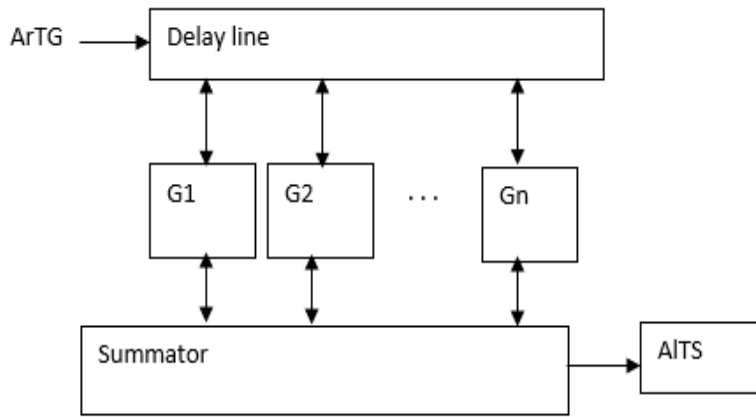 ArTG
Delay line
G1
G2
...
Gn
Summator
AlTS